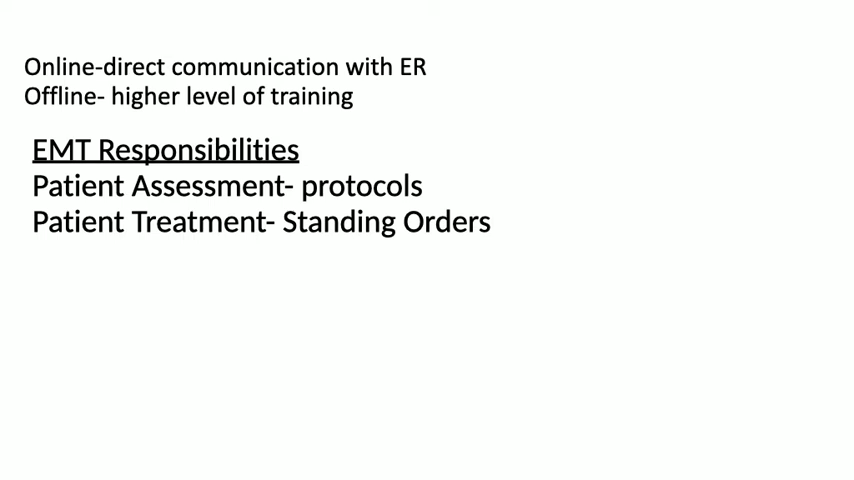 Online-direct communication with ER
Offline- higher level of training
EMT Responsibilities
Patient Assessment- protocols
Patient Treatment- Standing Orders